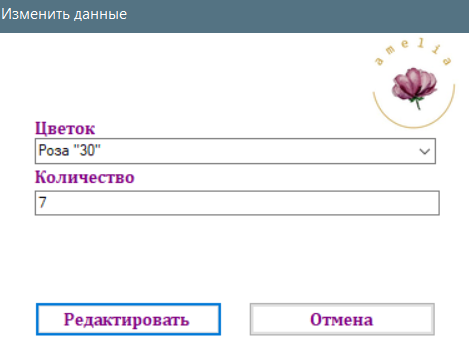 Изменить данные
amelia
Цветок
Роза "30"
Количество
7
Редактировать
Отмена